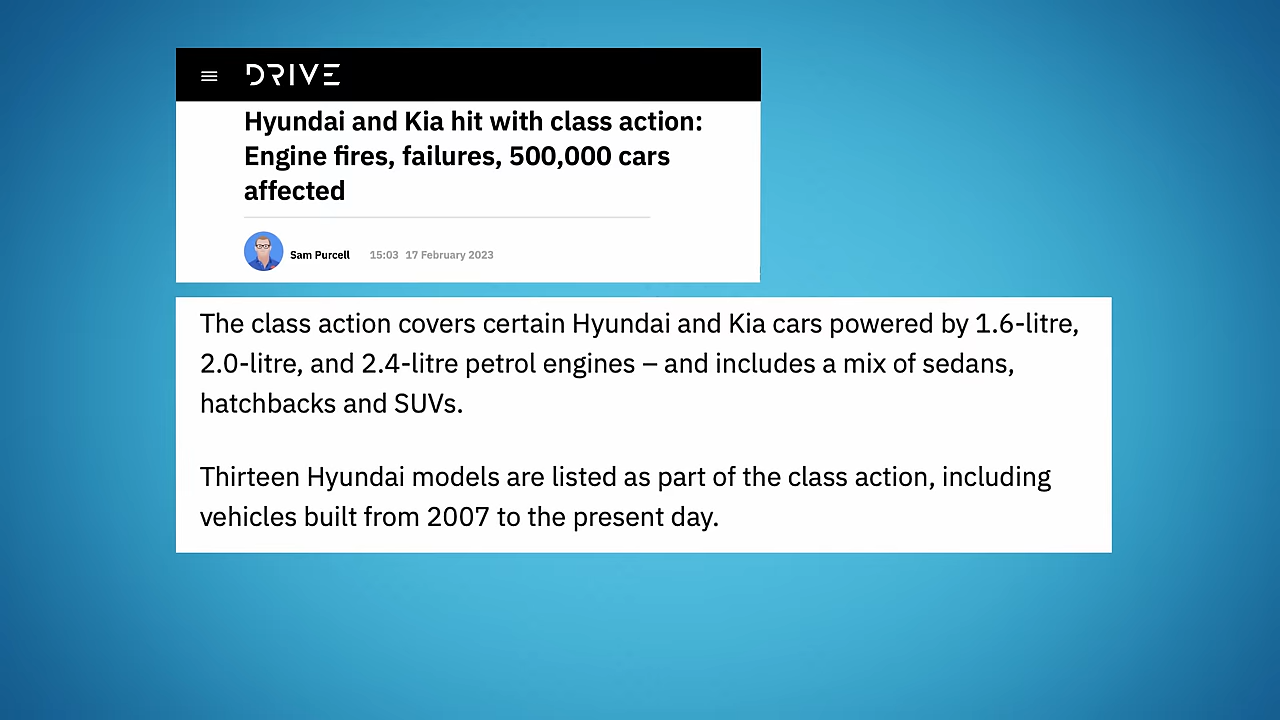 DRIVE
Hyundai and Kia hit with class action:
Engine fires, failures, 500,000 cars
affected
Sam Purcell 15:03 17 February 2023
The class action covers certain Hyundai and Kia cars powered by 1.6-litre,
2.0-litre, and 2.4-litre petrol engines – and includes a mix of sedans,
hatchbacks and SUVs.
Thirteen Hyundai models are listed as part of the class action, including
vehicles built from 2007 to the present day.